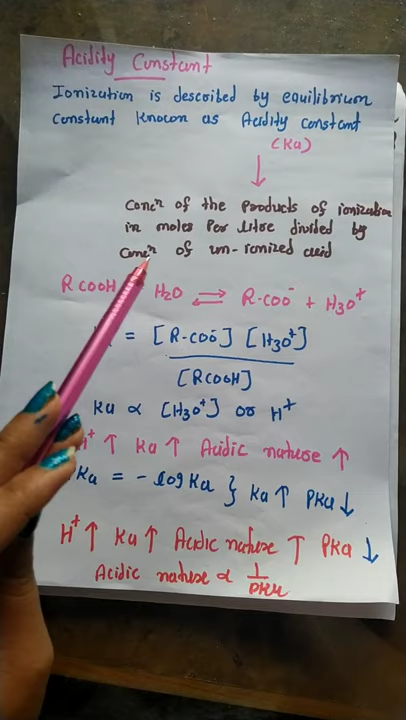 Acidity Constant
Ionization is described by equilibrium
constant known as Acidity constant
(Ka)
↓
Concⁿ of the products of ionization
in moles per litre divided by
concⁿ of un-ionized acid
RCOOH H₂O ⇌ R-COO⁻ + H₃O⁺
= [R-COO⁻] [H₃O⁺]
[RCOOH]
Ka ∝ [H₃O⁺] or H⁺
H⁺ ↑ Ka ↑ Acidic nature ↑
Ka = - log Ka } Ka ↑ PKa ↓
H⁺ ↑ Ka ↑ Acidic nature ↑ PKa ↓
Acidic nature ∝ 1/PKa